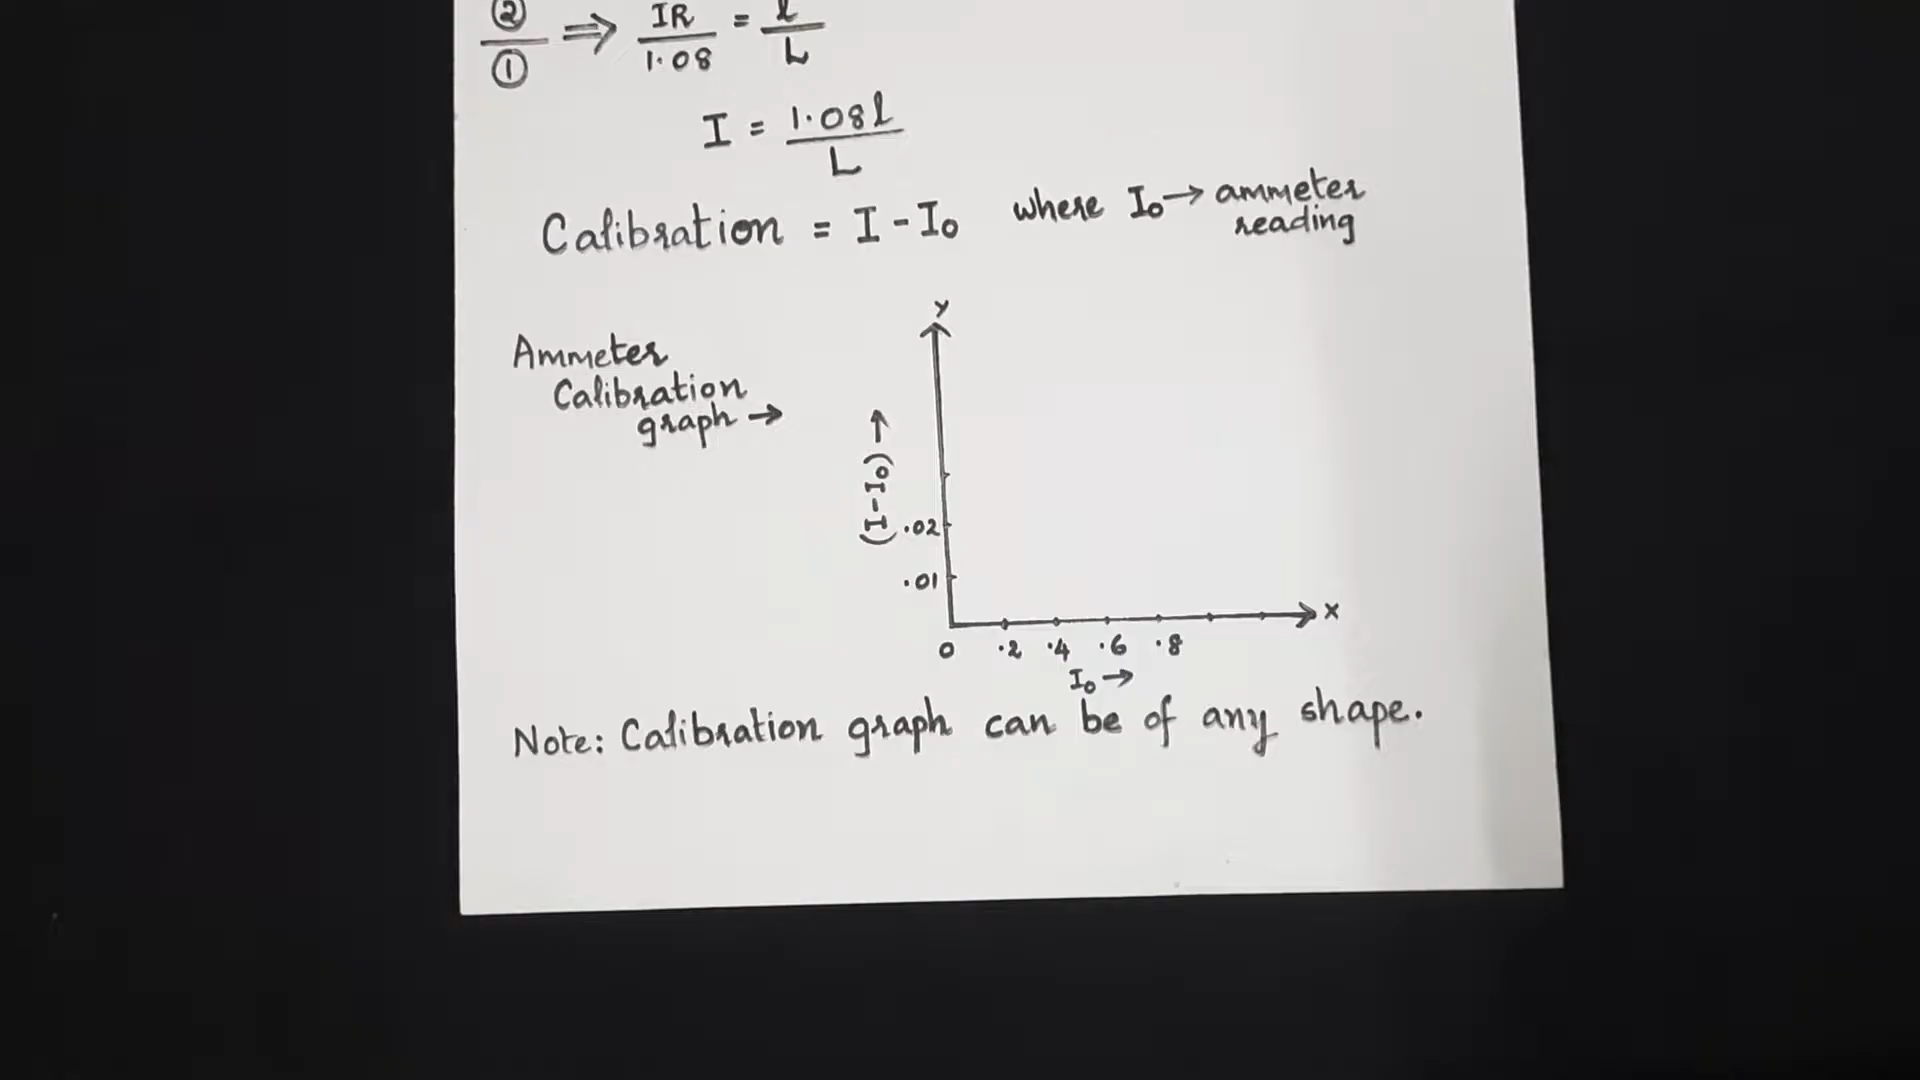 ② / ① ⇒ IR / 1.08 = l / L
I = 1.08l / L
Calibration = I - I₀ where I₀ → ammeter
reading
Ammeter
Calibration
graph →
Y
(I-I₀) →
.02
.01
X
0 .2 .4 .6 .8
I₀ →
Note: Calibration graph can be of any shape.